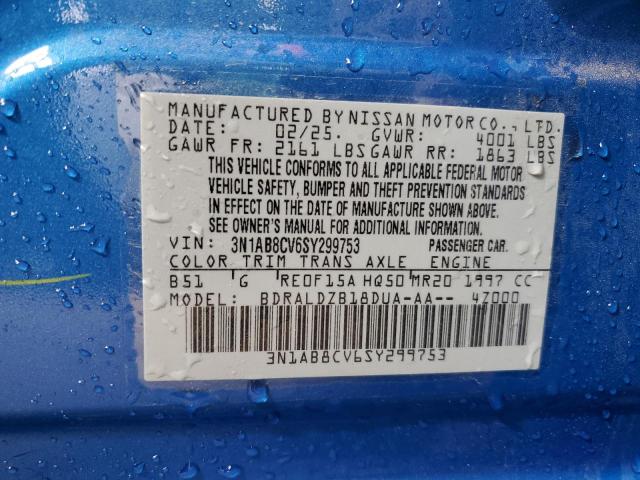 MANUFACTURED BY NISSAN MOTOR CO., LTD.
DATE: 02/25. GVWR: 4001 LBS
GAWR FR: 2161 LBS GAWR RR: 1863 LBS
THIS VEHICLE CONFORMS TO ALL APPLICABLE FEDERAL MOTOR
VEHICLE SAFETY, BUMPER AND THEFT PREVENTION STANDARDS
IN EFFECT ON THE DATE OF MANUFACTURE SHOWN ABOVE.
SEE OWNER'S MANUAL FOR ADDITIONAL INFORMATION.
VIN: 3N1AB8CV6SY299753 PASSENGER CAR.
COLOR TRIM TRANS AXLE ENGINE
B51 G RE0F15A HQ50 MR20 1997 CC
MODEL: BDRALDZB18DUA-AA-- 4Z000
3N1AB8CV6SY299753